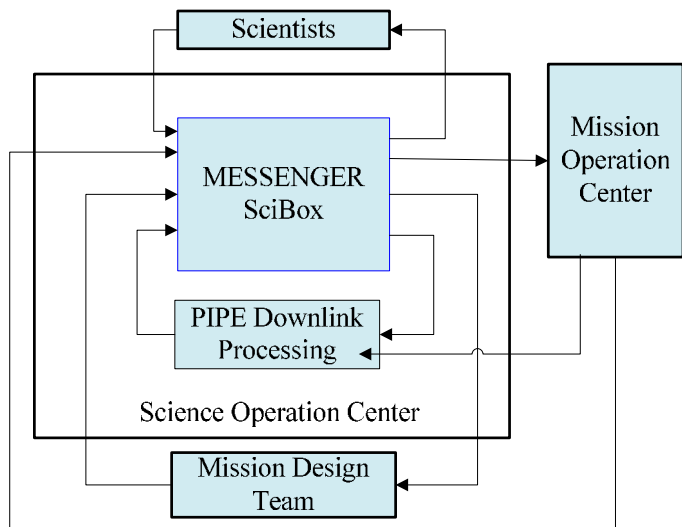 Scientists
MESSENGER
SciBox
Mission
Operation
Center
PIPE Downlink
Processing
Science Operation Center
Mission Design
Team